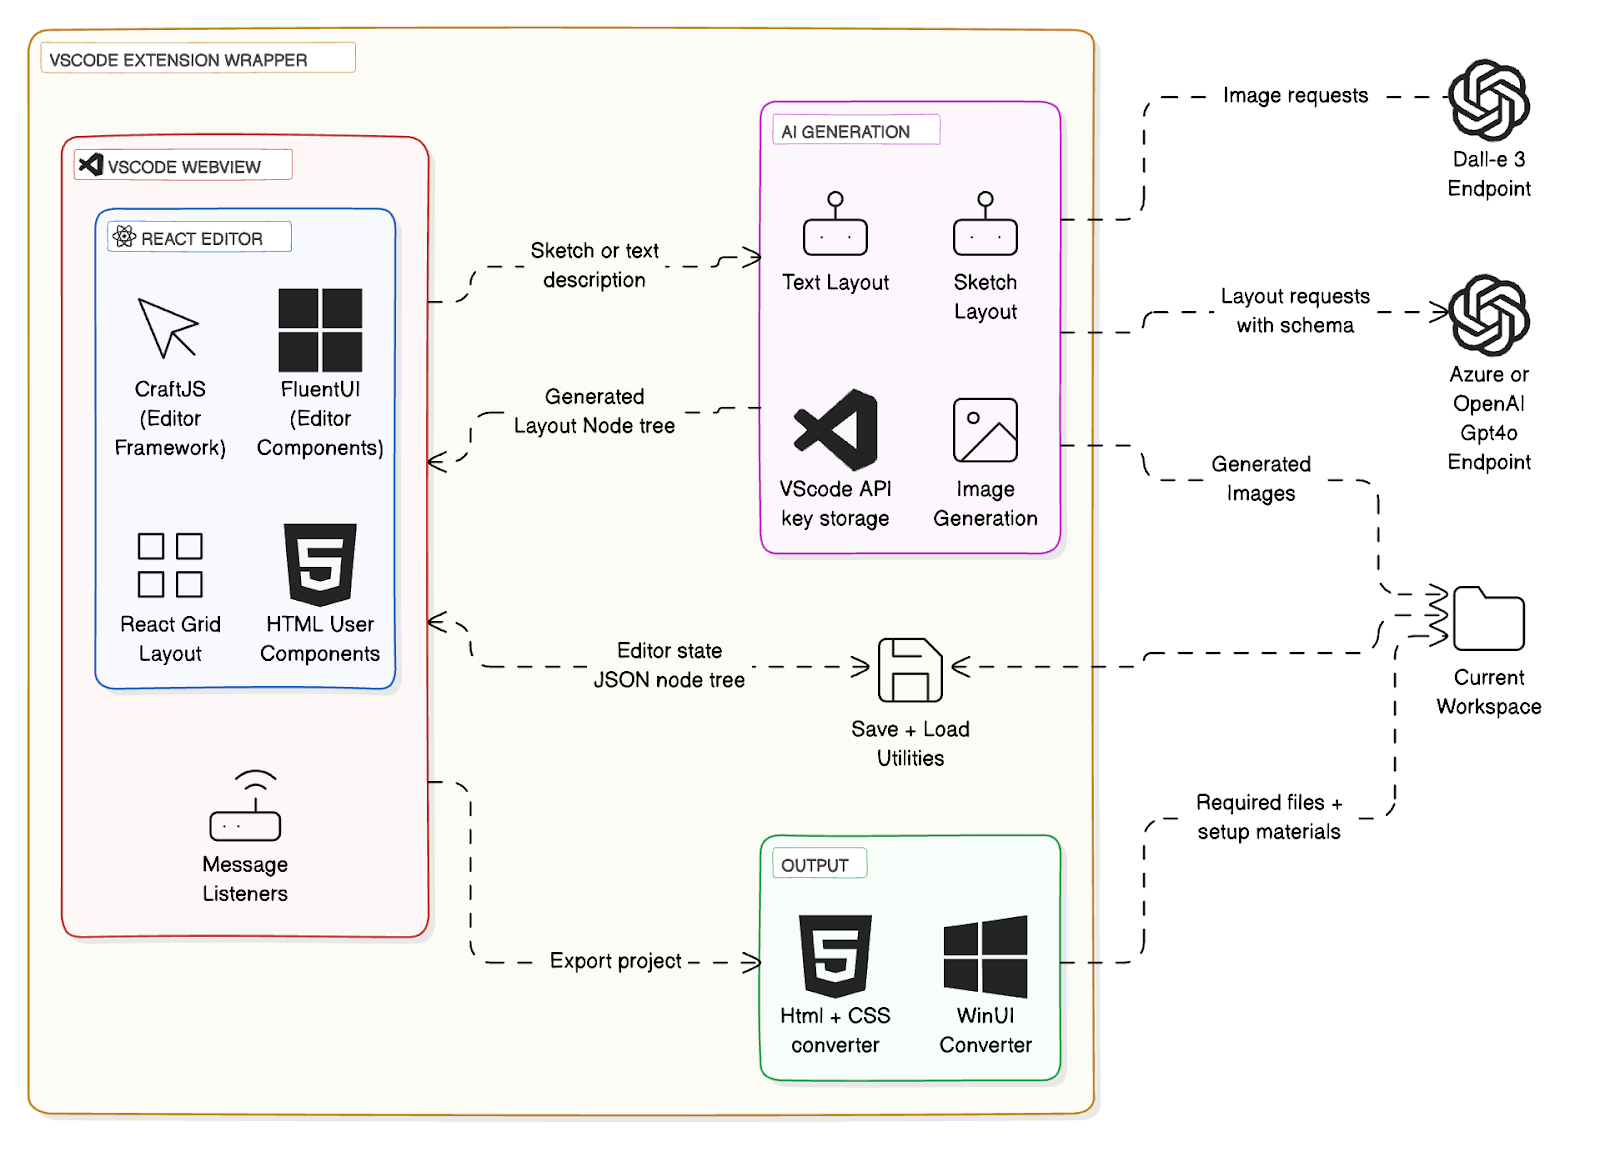 VSCODE EXTENSION WRAPPER
VSCODE WEBVIEW
REACT EDITOR
CraftJS
(Editor
Framework)
FluentUI
(Editor
Components)
React Grid
Layout
HTML User
Components
Message
Listeners
Sketch or text
description
Generated
Layout Node tree
Editor state
JSON node tree
Export project
AI GENERATION
Text Layout
Sketch
Layout
VScode API
key storage
Image
Generation
Save + Load
Utilities
OUTPUT
Html + CSS
converter
WinUI
Converter
Image requests
Layout requests
with schema
Generated
Images
Required files +
setup materials
Dall-e 3
Endpoint
Azure or
OpenAI
Gpt4o
Endpoint
Current
Workspace